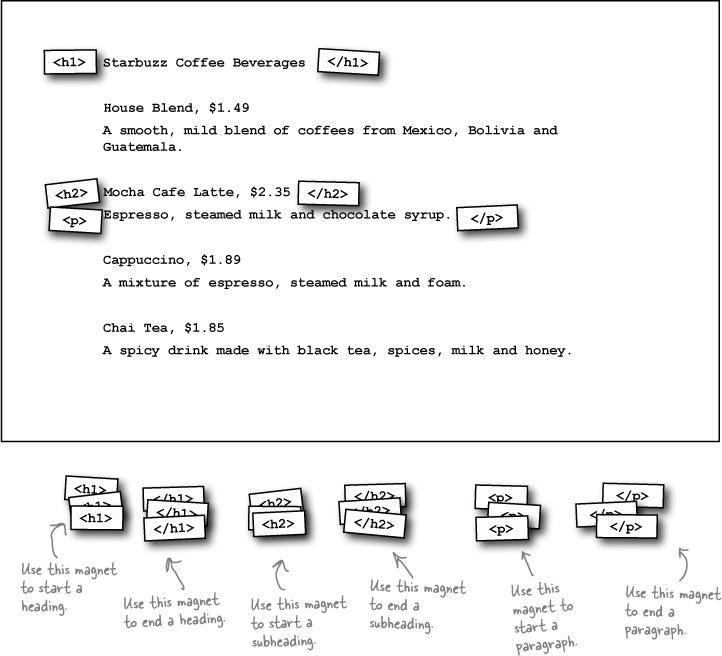 <h1> Starbuzz Coffee Beverages </h1>
House Blend, $1.49
A smooth, mild blend of coffees from Mexico, Bolivia and
Guatemala.
<h2> Mocha Cafe Latte, $2.35 </h2>
<p> Espresso, steamed milk and chocolate syrup. </p>
Cappuccino, $1.89
A mixture of espresso, steamed milk and foam.
Chai Tea, $1.85
A spicy drink made with black tea, spices, milk and honey.
<h1> </h1> <h2> </h2> <p> </p>
<h1> </h1> <h2> </h2> <p> </p>
<h1> </h1> <h2> </h2> <p> </p>
Use this magnet
to start a
heading.
Use this magnet
to end a heading.
Use this magnet
to start a
subheading.
Use this magnet
to end a
subheading.
Use this
magnet to
start a
paragraph.
Use this magnet
to end a
paragraph.